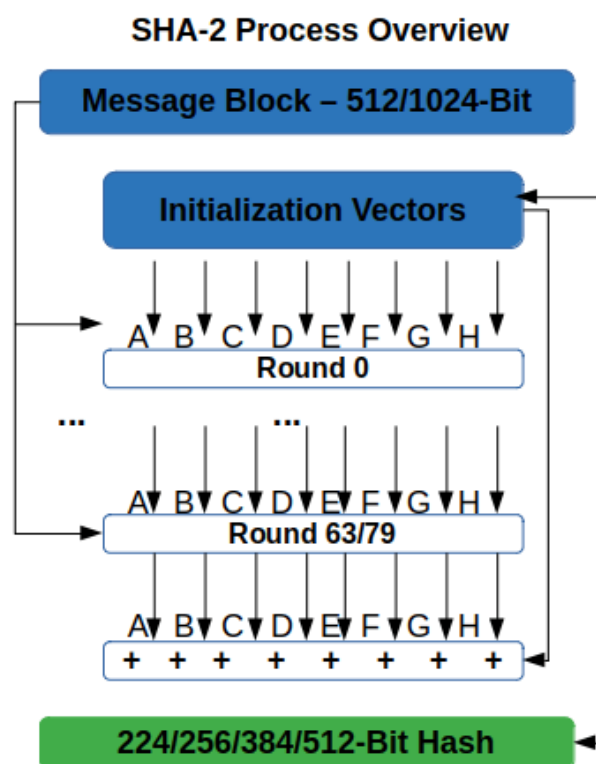 SHA-2 Process Overview
Message Block – 512/1024-Bit
Initialization Vectors
A B C D E F G H
Round 0
... ...
A B C D E F G H
Round 63/79
A B C D E F G H
+ + + + + + + +
224/256/384/512-Bit Hash